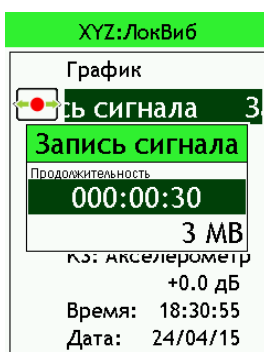 XYZ:ЛокВиб
График
сь сигнала З
Запись сигнала
Продолжительность
000:00:30
3 MB
К3: Акселерометр
+0.0 дБ
Время: 18:30:55
Дата: 24/04/15